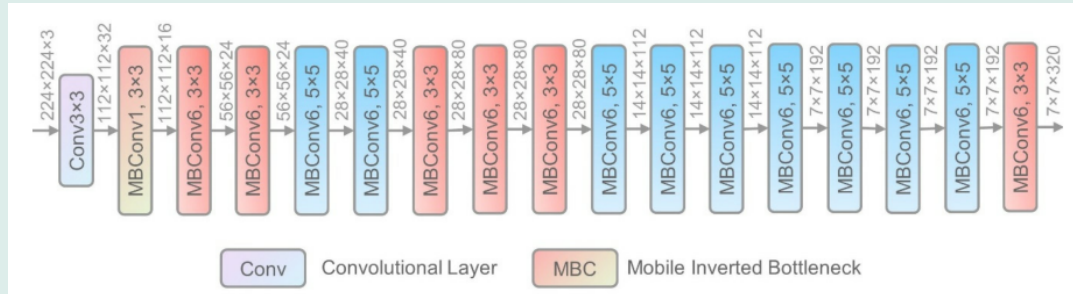 224×224×3
Conv3×3
112×112×32
MBConv1, 3×3
112×112×16
MBConv6, 3×3
56×56×24
MBConv6, 3×3
56×56×24
MBConv6, 5×5
28×28×40
MBConv6, 5×5
28×28×40
MBConv6, 3×3
28×28×80
MBConv6, 3×3
28×28×80
MBConv6, 3×3
28×28×80
MBConv6, 5×5
14×14×112
MBConv6, 5×5
14×14×112
MBConv6, 5×5
14×14×112
MBConv6, 5×5
7×7×192
MBConv6, 5×5
7×7×192
MBConv6, 5×5
7×7×192
MBConv6, 5×5
7×7×192
MBConv6, 3×3
7×7×320
Conv Convolutional Layer MBC Mobile Inverted Bottleneck